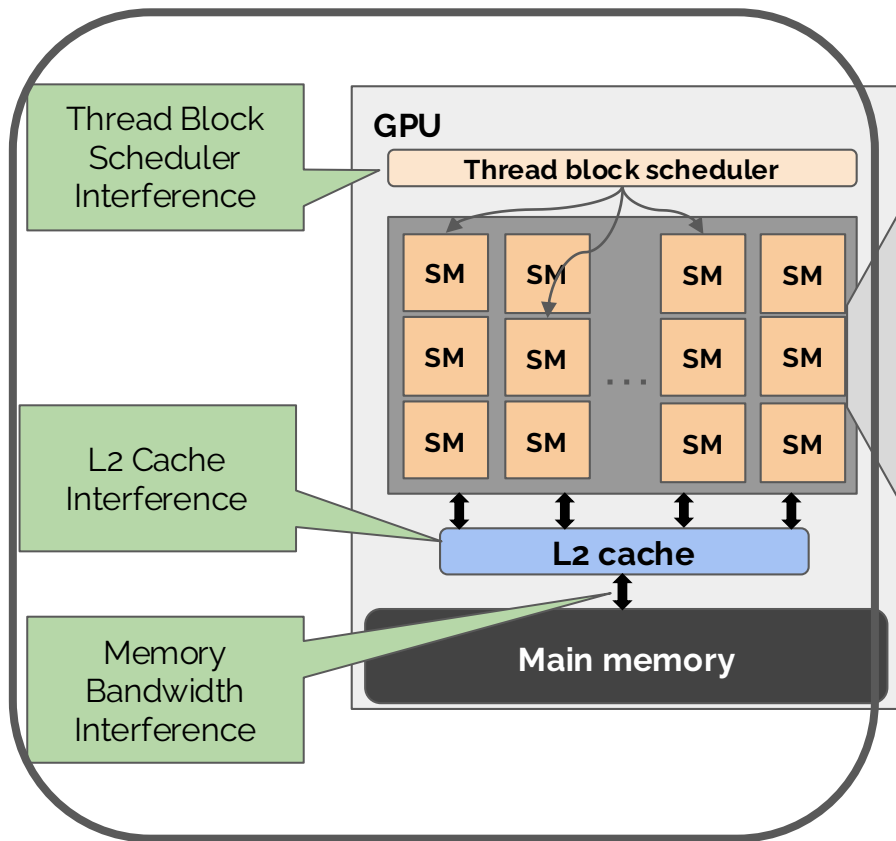 Thread Block
Scheduler
Interference
GPU
Thread block scheduler
SM SM SM SM
SM SM ... SM SM
SM SM SM SM
L2 Cache
Interference
L2 cache
Memory
Bandwidth
Interference
Main memory